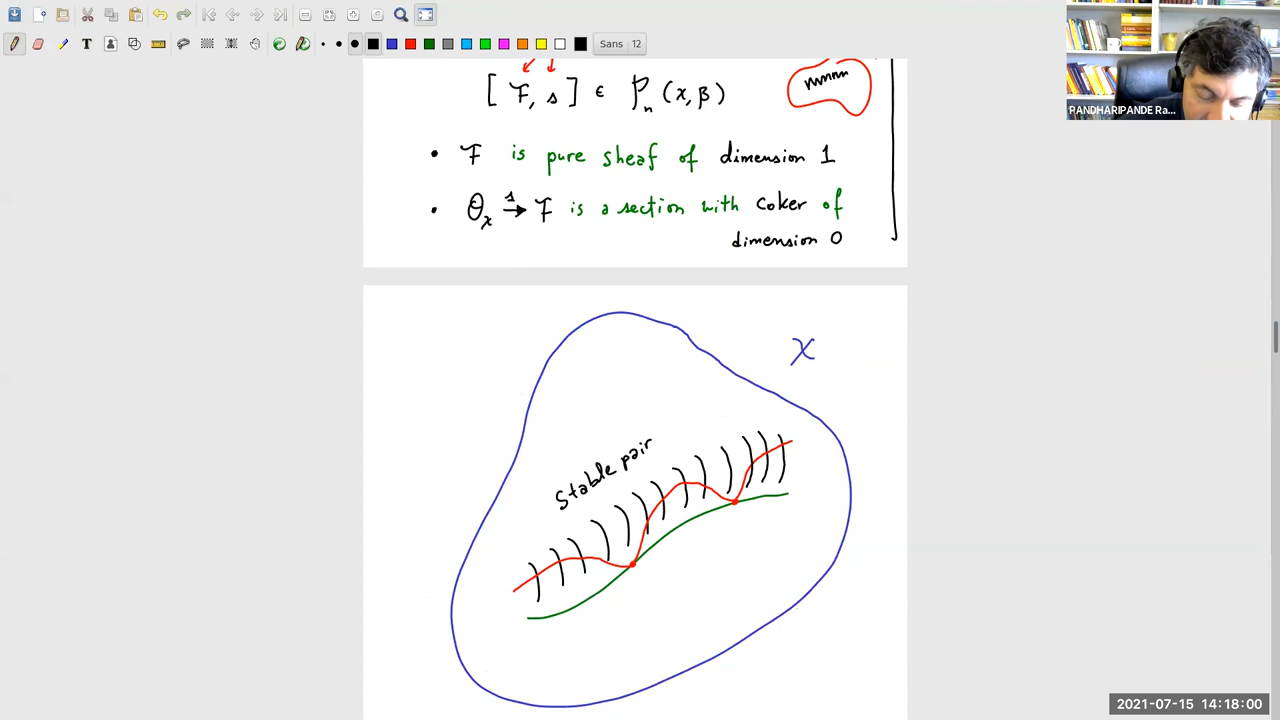 T
Sans 12
PANDHARIPANDE Ra...
[ F, s ] ∈ P_n (X, β)
• F is pure sheaf of dimension 1
• O_X →^s F is a section with coker of
dimension 0
X
Stable pair
2021-07-15 14:18:00